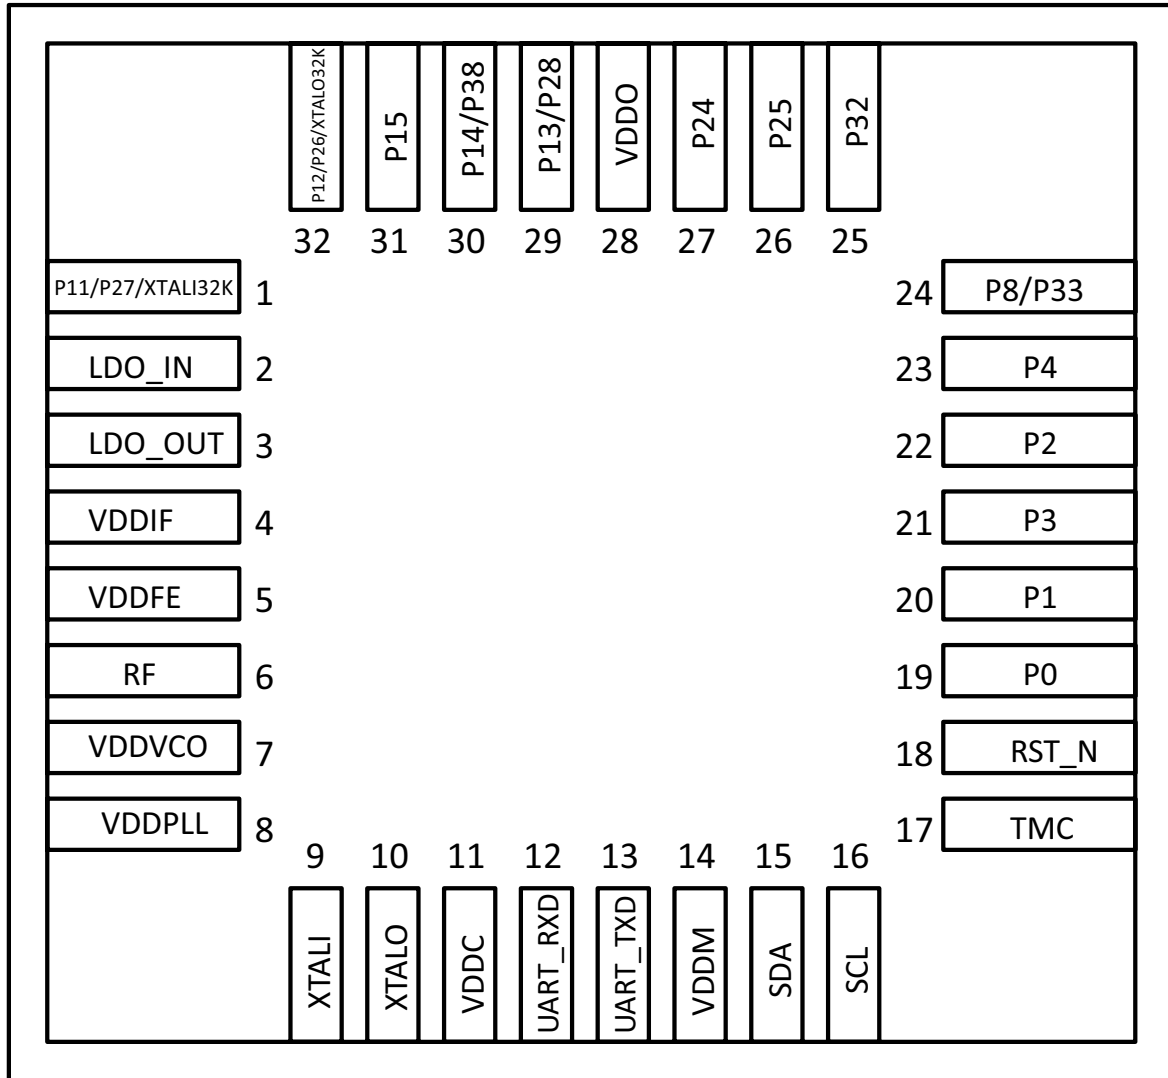 P12/P26/XTALO32K
P15
P14/P38
P13/P28
VDDO
P24
P25
P32
32 31 30 29 28 27 26 25
P11/P27/XTALI32K 1
24 P8/P33
LDO_IN 2
23 P4
LDO_OUT 3
22 P2
VDDIF 4
21 P3
VDDFE 5
20 P1
RF 6
19 P0
VDDVCO 7
18 RST_N
VDDPLL 8
17 TMC
9 10 11 12 13 14 15 16
XTALI
XTALO
VDDC
UART_RXD
UART_TXD
VDDM
SDA
SCL